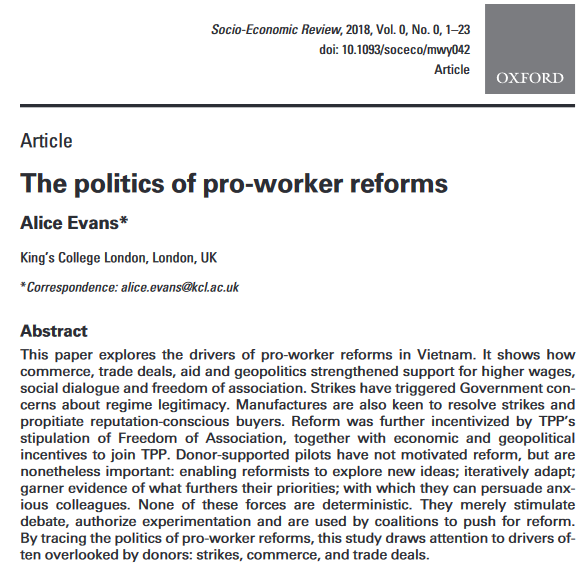 Socio-Economic Review, 2018, Vol. 0, No. 0, 1–23
doi: 10.1093/soceco/mwy042
Article
OXFORD
Article
The politics of pro-worker reforms
Alice Evans*
King's College London, London, UK
*Correspondence: alice.evans@kcl.ac.uk
Abstract
This paper explores the drivers of pro-worker reforms in Vietnam. It shows how
commerce, trade deals, aid and geopolitics strengthened support for higher wages,
social dialogue and freedom of association. Strikes have triggered Government con-
cerns about regime legitimacy. Manufactures are also keen to resolve strikes and
propitiate reputation-conscious buyers. Reform was further incentivized by TPP's
stipulation of Freedom of Association, together with economic and geopolitical
incentives to join TPP. Donor-supported pilots have not motivated reform, but are
nonetheless important: enabling reformists to explore new ideas; iteratively adapt;
garner evidence of what furthers their priorities; with which they can persuade anx-
ious colleagues. None of these forces are deterministic. They merely stimulate
debate, authorize experimentation and are used by coalitions to push for reform.
By tracing the politics of pro-worker reforms, this study draws attention to drivers of-
ten overlooked by donors: strikes, commerce, and trade deals.